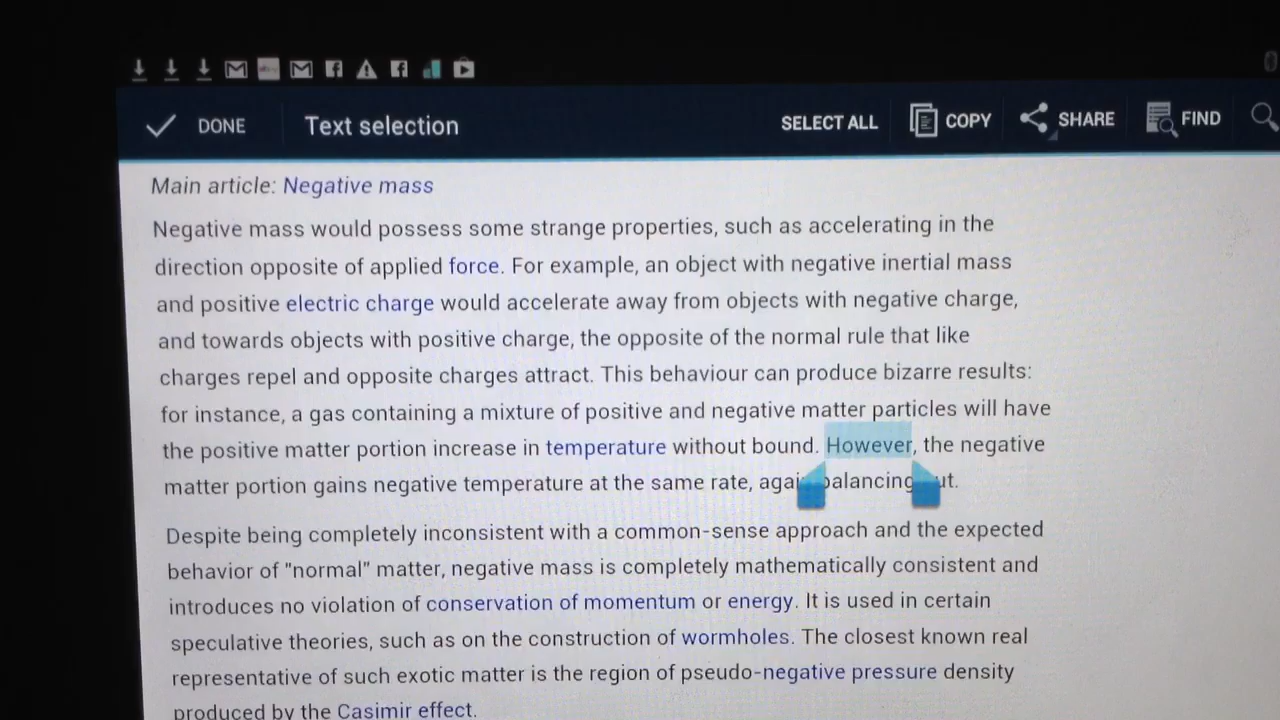 DONE Text selection SELECT ALL COPY SHARE FIND
Main article: Negative mass
Negative mass would possess some strange properties, such as accelerating in the
direction opposite of applied force. For example, an object with negative inertial mass
and positive electric charge would accelerate away from objects with negative charge,
and towards objects with positive charge, the opposite of the normal rule that like
charges repel and opposite charges attract. This behaviour can produce bizarre results:
for instance, a gas containing a mixture of positive and negative matter particles will have
the positive matter portion increase in temperature without bound. However, the negative
matter portion gains negative temperature at the same rate, again balancing out.
Despite being completely inconsistent with a common-sense approach and the expected
behavior of "normal" matter, negative mass is completely mathematically consistent and
introduces no violation of conservation of momentum or energy. It is used in certain
speculative theories, such as on the construction of wormholes. The closest known real
representative of such exotic matter is the region of pseudo-negative pressure density
produced by the Casimir effect.